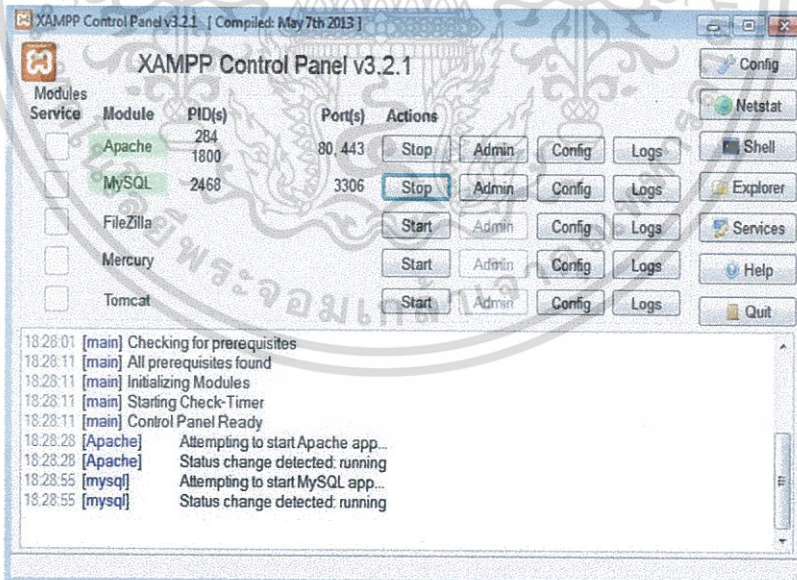 XAMPP Control Panel v3.2.1 [ Compiled: May 7th 2013 ]
XAMPP Control Panel v3.2.1
Config
Modules
Service Module PID(s) Port(s) Actions
Netstat
Apache 284 1800 80, 443 Stop Admin Config Logs
Shell
MySQL 2468 3306 Stop Admin Config Logs
Explorer
FileZilla Start Admin Config Logs
Services
Mercury Start Admin Config Logs
Help
Tomcat Start Admin Config Logs
Quit
18:28:01 [main] Checking for prerequisites
18:28:11 [main] All prerequisites found
18:28:11 [main] Initializing Modules
18:28:11 [main] Starting Check-Timer
18:28:11 [main] Control Panel Ready
18:28:28 [Apache] Attempting to start Apache app...
18:28:28 [Apache] Status change detected: running
18:28:55 [mysql] Attempting to start MySQL app...
18:28:55 [mysql] Status change detected: running